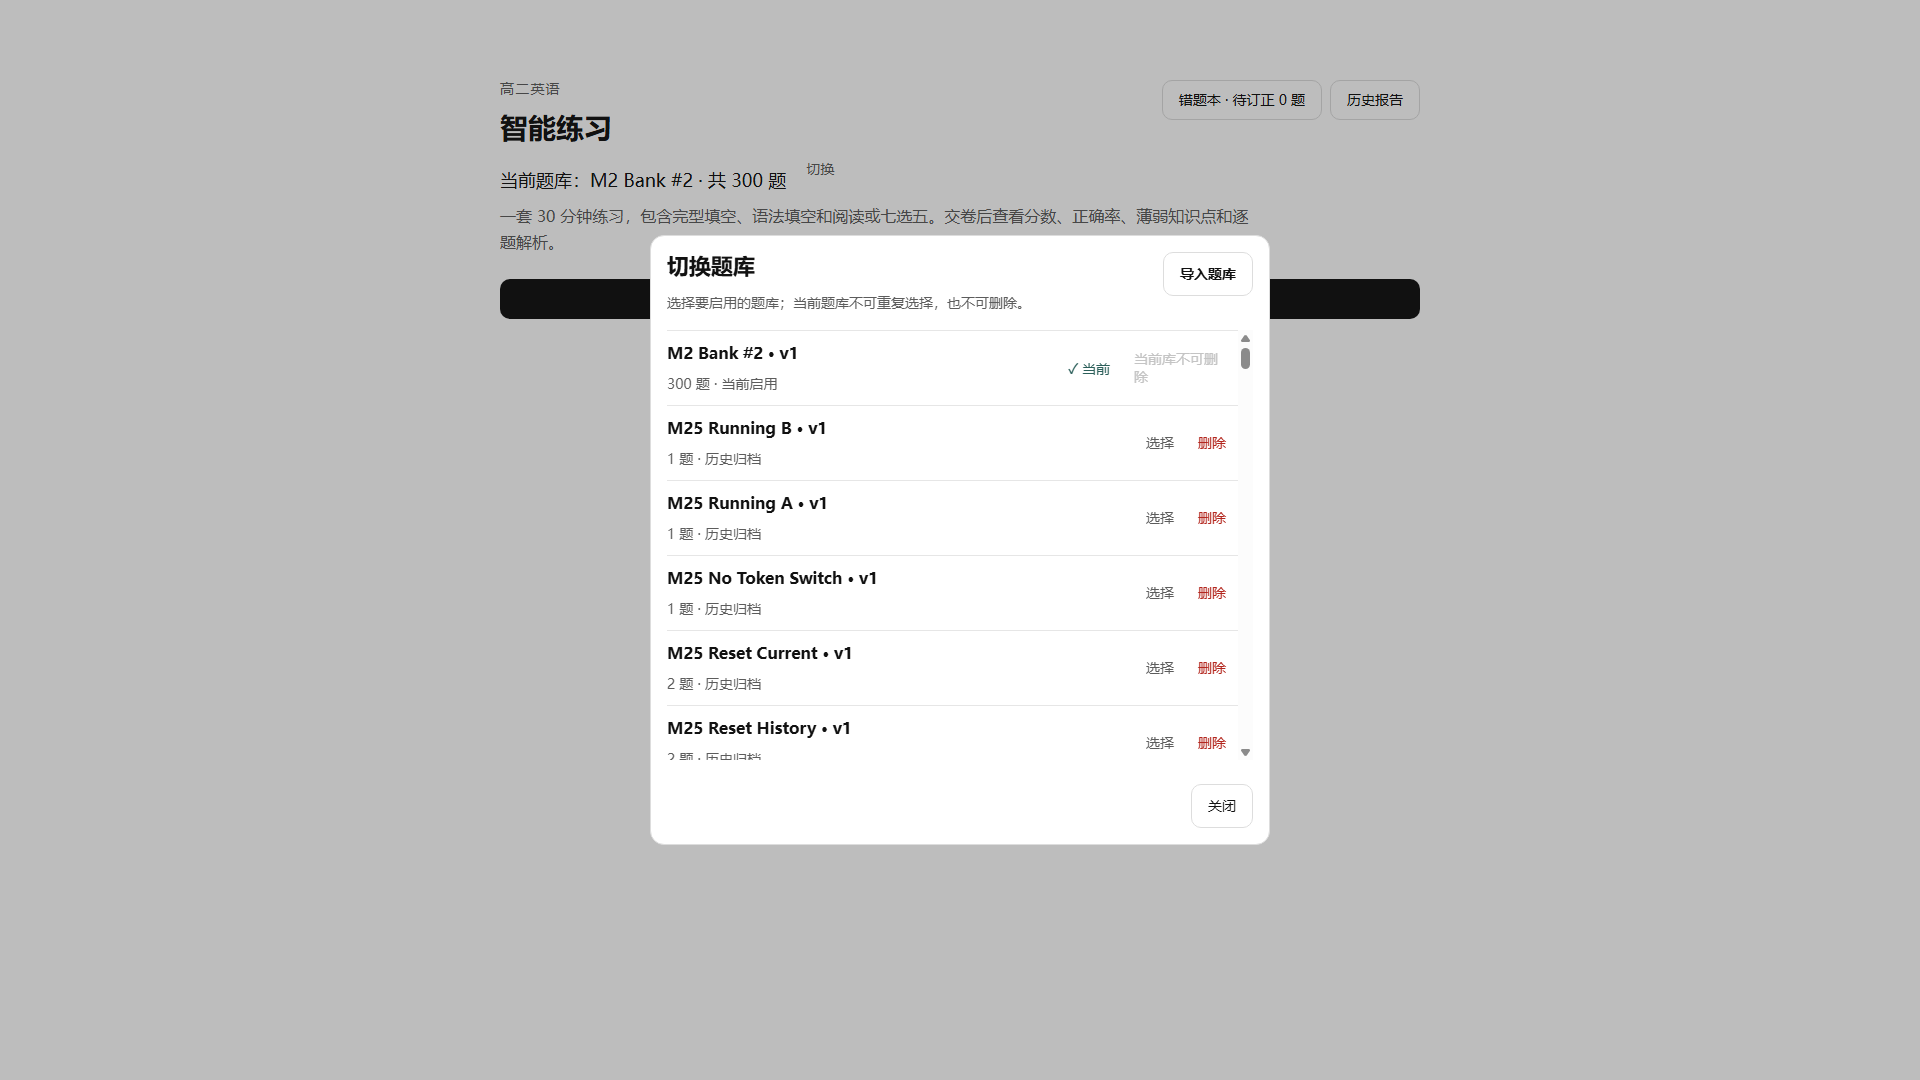 高二英语
错题本 · 待订正 0 题
历史报告
智能练习
当前题库：M2 Bank #2 · 共 300 题
切换
一套 30 分钟练习，包含完型填空、语法填空和阅读或七选五。交卷后查看分数、正确率、薄弱知识点和逐
题解析。
切换题库
导入题库
选择要启用的题库；当前题库不可重复选择，也不可删除。
M2 Bank #2 • v1
300 题 · 当前启用
✓ 当前
当前库不可删
除
M25 Running B • v1
1 题 · 历史归档
选择
删除
M25 Running A • v1
1 题 · 历史归档
选择
删除
M25 No Token Switch • v1
1 题 · 历史归档
选择
删除
M25 Reset Current • v1
2 题 · 历史归档
选择
删除
M25 Reset History • v1
2 题 · 历史归档
选择
删除
关闭